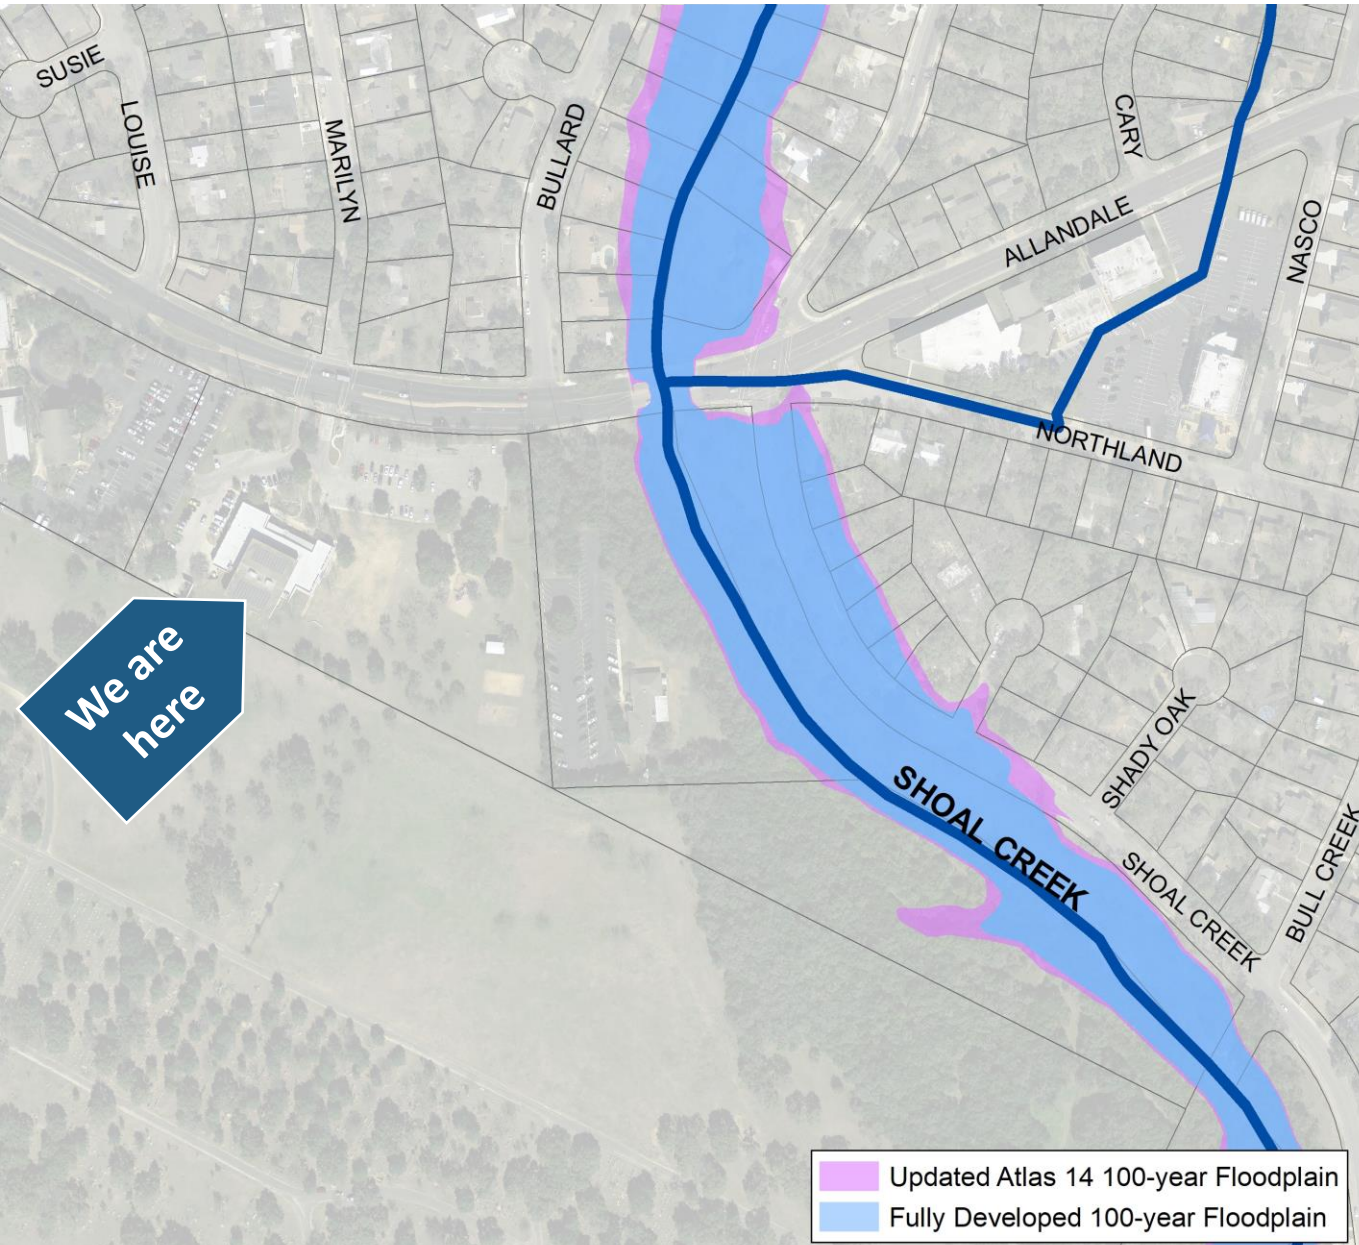 SUSIE
LOUISE
MARILYN
BULLARD
CARY
ALLANDALE
NASCO
NORTHLAND
We are
here
SHADY OAK
SHOAL CREEK
SHOAL CREEK
BULL CREEK
Updated Atlas 14 100-year Floodplain
Fully Developed 100-year Floodplain